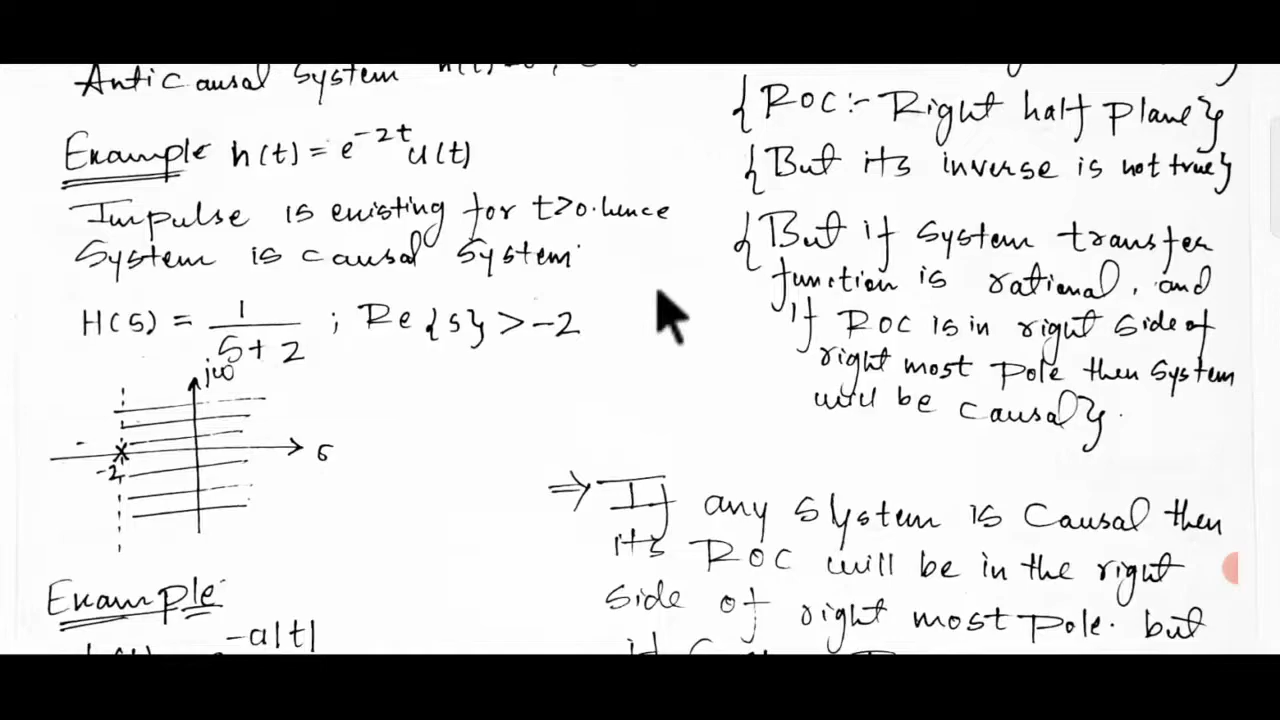 Anticausal System
Example h(t) = e^-2t u(t)
Impulse is existing for t>0. hence
System is causal System.
H(s) = 1/(s+2) ; Re{s} > -2
jω
-2
σ
Example
-a|t|
{ROC:- Right half Plane}
{But its inverse is not true}
{But if System transfer
function is rational, and
If ROC is in right side of
right most Pole then System
will be causal}.
⇒ If any System is Causal then
its ROC will be in the right
Side of right most Pole. but